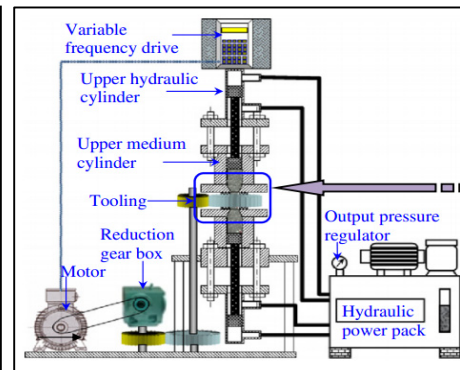 Variable
frequency drive
Upper hydraulic
cylinder
Upper medium
cylinder
Tooling
Reduction
gear box
Motor
Output pressure
regulator
Hydraulic
power pack